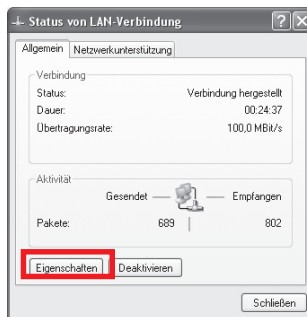 Status von LAN-Verbindung
Allgemein Netzwerkunterstützung
Verbindung
Status: Verbindung hergestellt
Dauer: 00:24:37
Übertragungsrate: 100,0 MBit/s
Aktivität
Gesendet — — Empfangen
Pakete: 689 | 802
Eigenschaften Deaktivieren
Schließen